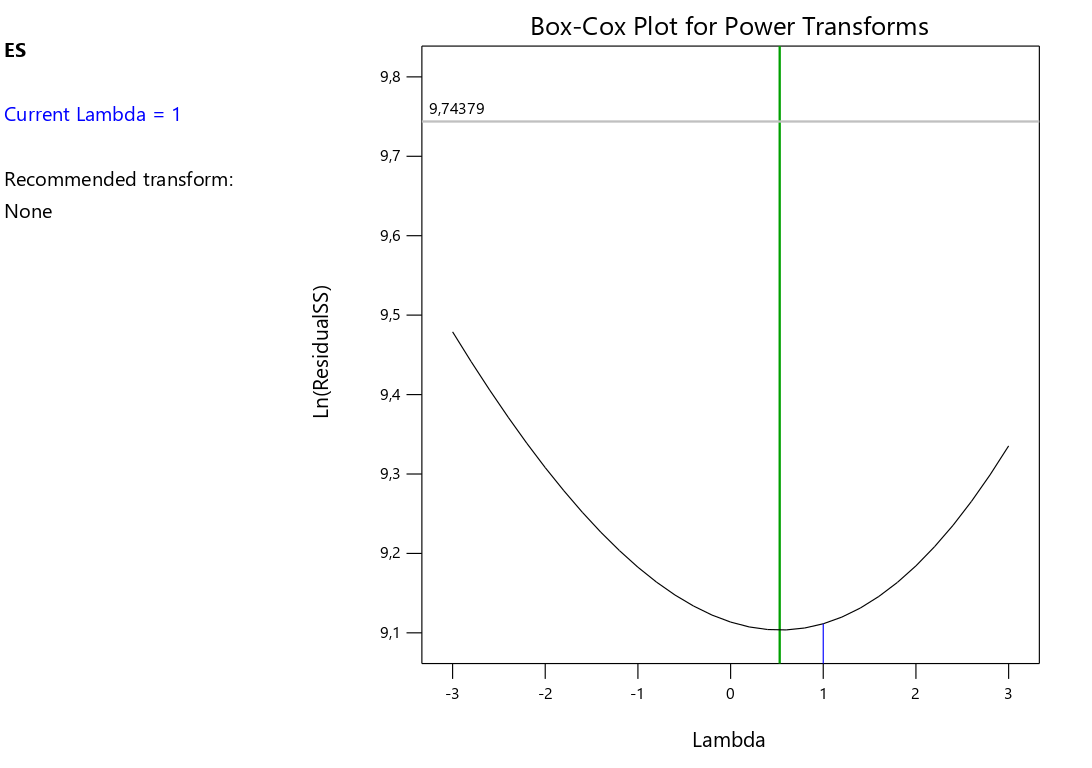 Box-Cox Plot for Power Transforms
ES
Current Lambda = 1
Recommended transform:
None
9,8
9,74379
9,7
9,6
9,5
9,4
9,3
9,2
9,1
Ln(ResidualSS)
-3 -2 -1 0 1 2 3
Lambda